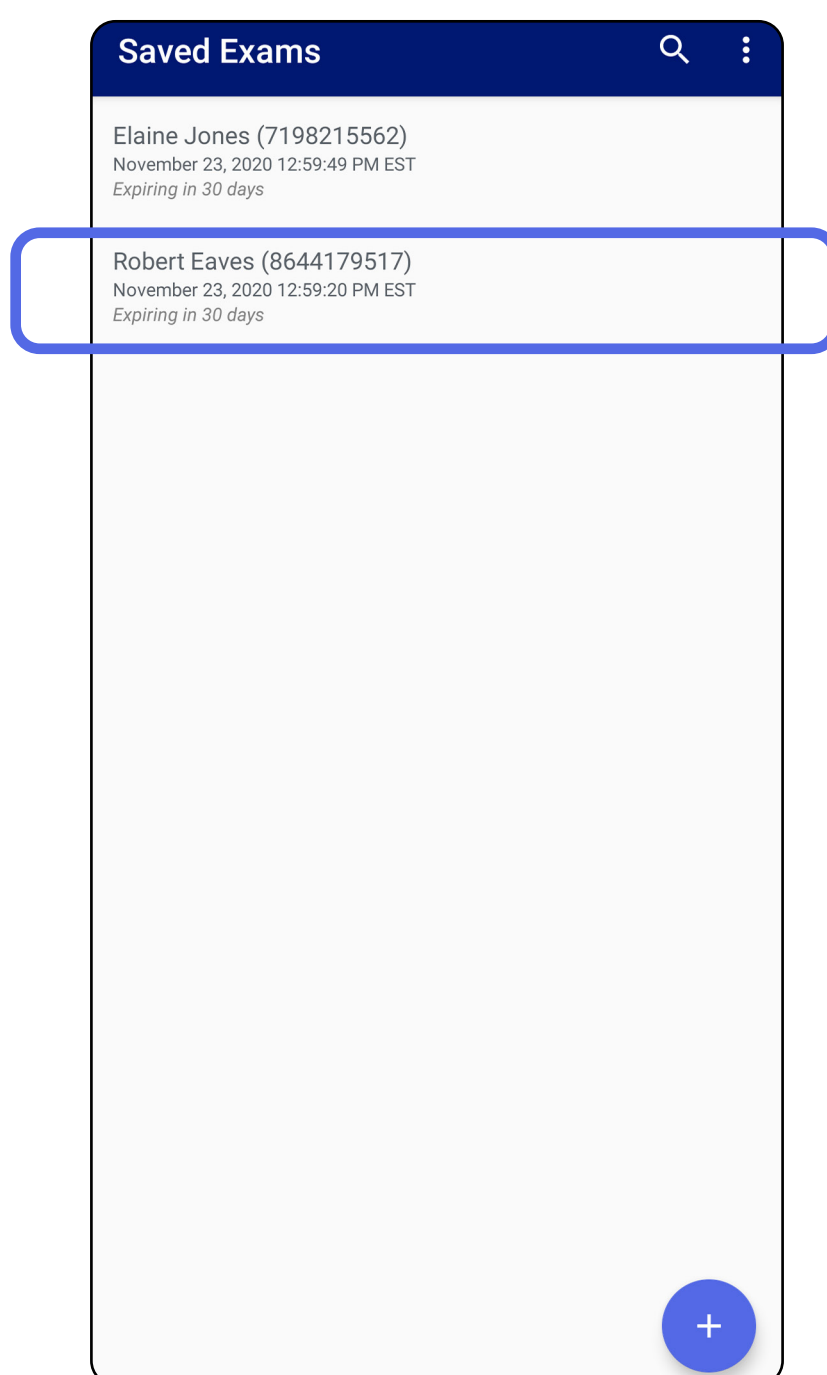 Saved Exams
Elaine Jones (7198215562)
November 23, 2020 12:59:49 PM EST
Expiring in 30 days
Robert Eaves (8644179517)
November 23, 2020 12:59:20 PM EST
Expiring in 30 days